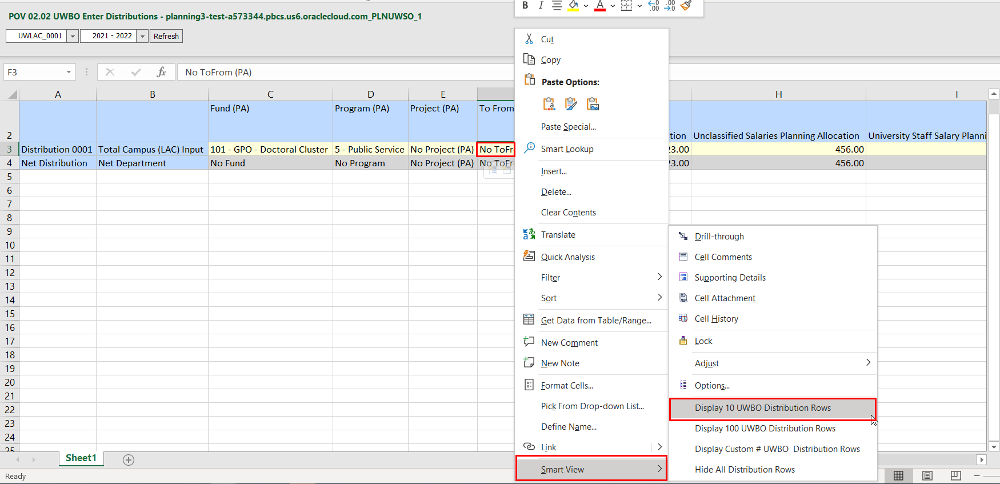 B I .00 .00
POV 02.02 UWBO Enter Distributions - planning3-test-a573344.pbcs.us6.oraclecloud.com_PLNUWSO_1
UWLAC_0001 2021 - 2022 Refresh
F3 fx No ToFrom (PA)
A B C D E H I
Fund (PA) Program (PA) Project (PA) To From
2 tion Unclassified Salaries Planning Allocation University Staff Salary Planni
3 Distribution 0001 Total Campus (LAC) Input 101 - GPO - Doctoral Cluster 5 - Public Service No Project (PA) No ToFr 23.00 456.00
4 Net Distribution Net Department No Fund No Program No Project (PA) No ToFr 23.00 456.00
5
6
7
8
9
10
11
12
13
14
15
16
17
18
19
20
21
22
23
24
25
Cut
Copy
Paste Options:
Paste Special...
Smart Lookup
Insert...
Delete...
Clear Contents
Translate
Quick Analysis
Filter
Sort
Get Data from Table/Range...
New Comment
New Note
Format Cells...
Pick From Drop-down List...
Define Name...
Link
Smart View
Drill-through
Cell Comments
Supporting Details
Cell Attachment
Cell History
Lock
Adjust
Options...
Display 10 UWBO Distribution Rows
Display 100 UWBO Distribution Rows
Display Custom # UWBO  Distribution Rows
Hide All Distribution Rows
Sheet1
Ready